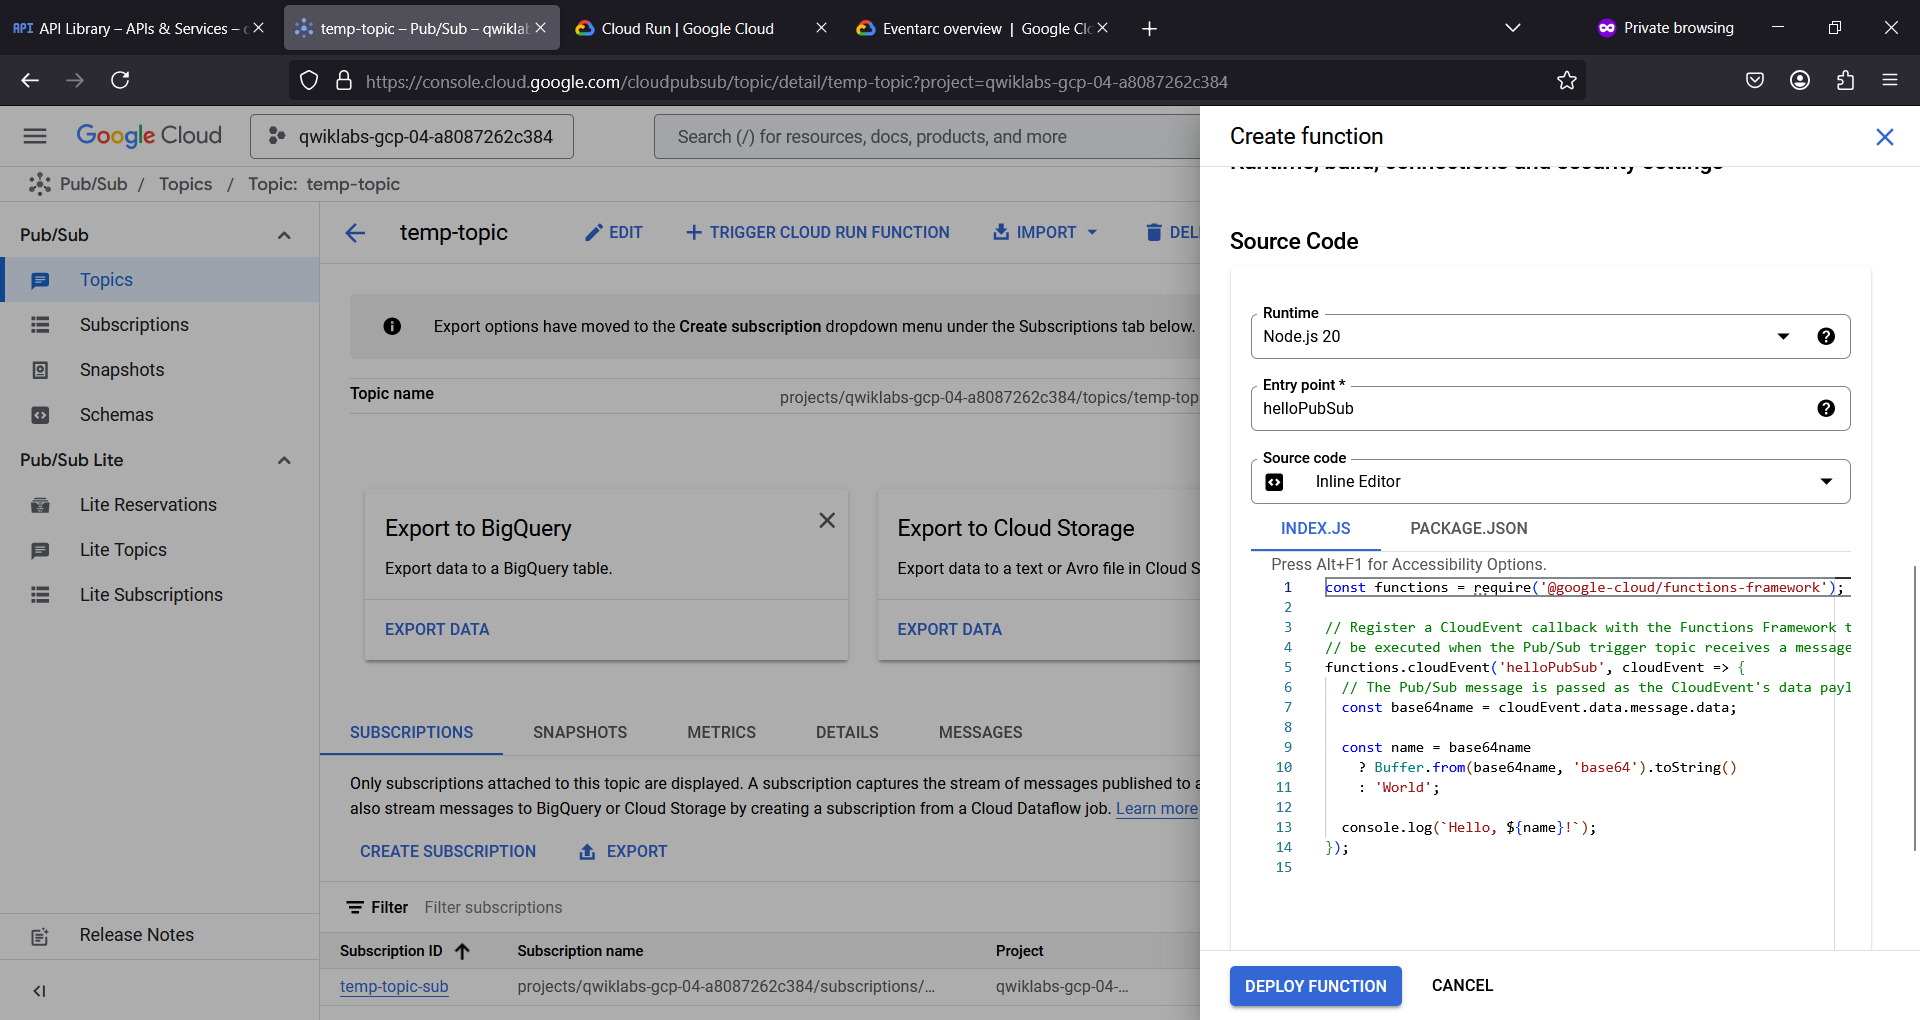 API API Library – APIs & Services –
temp-topic – Pub/Sub – qwiklab
Cloud Run | Google Cloud
Eventarc overview | Google Clo
Private browsing
https://console.cloud.google.com/cloudpubsub/topic/detail/temp-topic?project=qwiklabs-gcp-04-a8087262c384
Google Cloud
qwiklabs-gcp-04-a8087262c384
Search (/) for resources, docs, products, and more
Pub/Sub / Topics / Topic: temp-topic
Pub/Sub
Topics
Subscriptions
Snapshots
Schemas
Pub/Sub Lite
Lite Reservations
Lite Topics
Lite Subscriptions
Release Notes
temp-topic
EDIT
TRIGGER CLOUD RUN FUNCTION
IMPORT
DEL
Export options have moved to the Create subscription dropdown menu under the Subscriptions tab below.
Topic name
projects/qwiklabs-gcp-04-a8087262c384/topics/temp-top
Export to BigQuery
Export data to a BigQuery table.
EXPORT DATA
Export to Cloud Storage
Export data to a text or Avro file in Cloud S
EXPORT DATA
SUBSCRIPTIONS
SNAPSHOTS
METRICS
DETAILS
MESSAGES
Only subscriptions attached to this topic are displayed. A subscription captures the stream of messages published to a
also stream messages to BigQuery or Cloud Storage by creating a subscription from a Cloud Dataflow job. Learn more
CREATE SUBSCRIPTION
EXPORT
Filter Filter subscriptions
Subscription ID Subscription name Project
temp-topic-sub projects/qwiklabs-gcp-04-a8087262c384/subscriptions/... qwiklabs-gcp-04-...
Create function
Runtime, build, connections and security settings
Source Code
Runtime
Node.js 20
Entry point *
helloPubSub
Source code
Inline Editor
INDEX.JS
PACKAGE.JSON
Press Alt+F1 for Accessibility Options.
1 const functions = require('@google-cloud/functions-framework');
2
3 // Register a CloudEvent callback with the Functions Framework t
4 // be executed when the Pub/Sub trigger topic receives a message
5 functions.cloudEvent('helloPubSub', cloudEvent => {
6 // The Pub/Sub message is passed as the CloudEvent's data payl
7 const base64name = cloudEvent.data.message.data;
8
9 const name = base64name
10 ? Buffer.from(base64name, 'base64').toString()
11 : 'World';
12
13 console.log(`Hello, ${name}!`);
14 });
15
DEPLOY FUNCTION
CANCEL